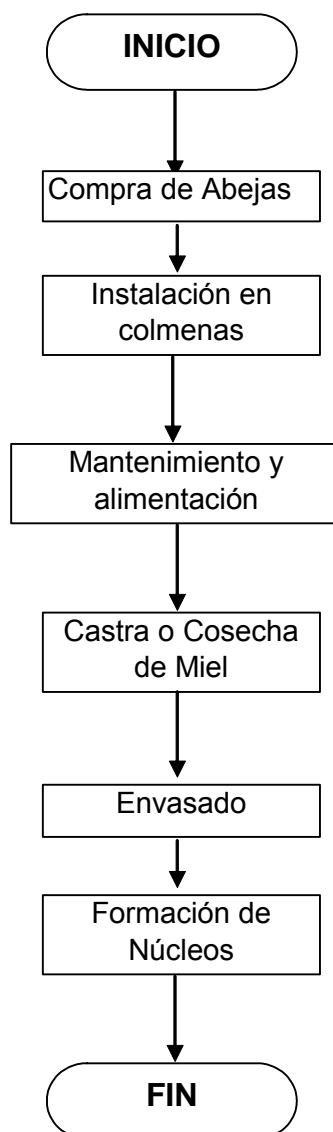 INICIO
Compra de Abejas
Instalación en
colmenas
Mantenimiento y
alimentación
Castra o Cosecha
de Miel
Envasado
Formación de
Núcleos
FIN